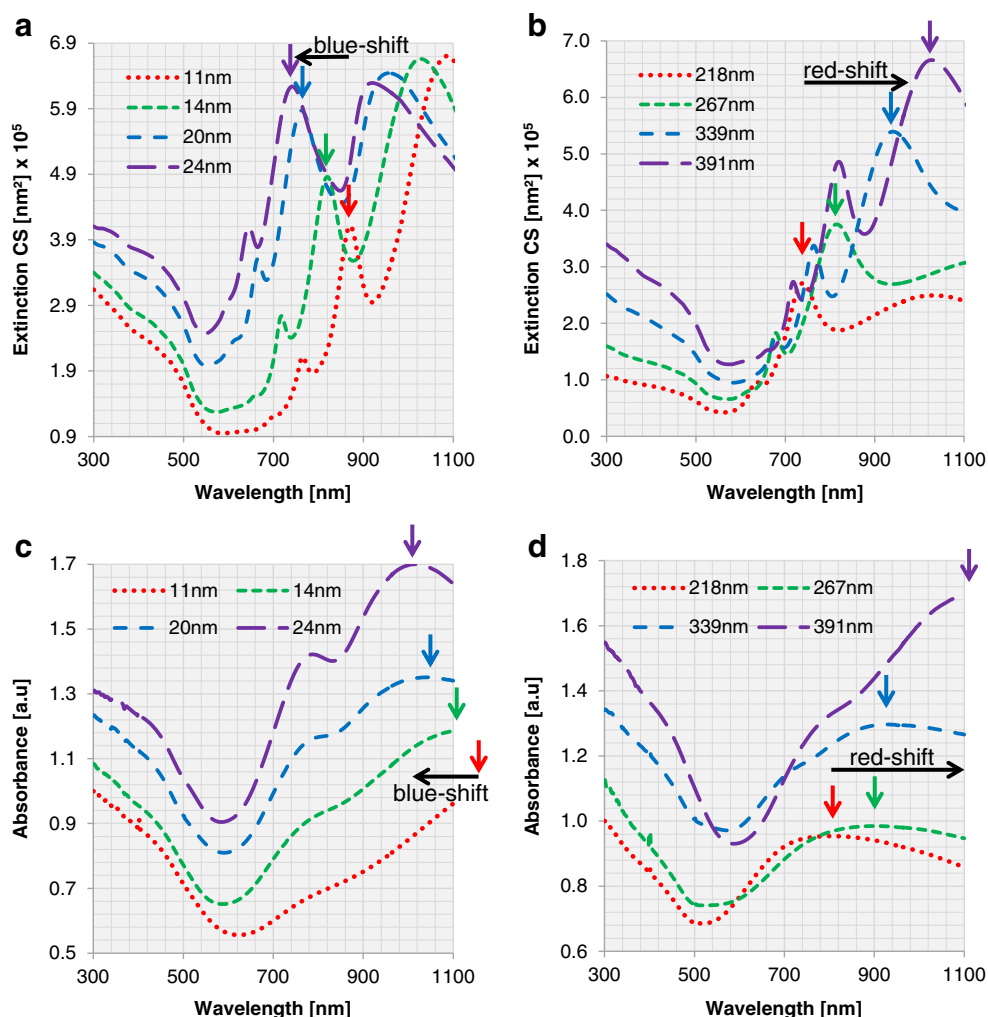 a
6.9
5.9
4.9
3.9
2.9
1.9
0.9
Extinction CS [nm²] x 10⁵
11nm
14nm
20nm
24nm
blue-shift
300 500 700 900 1100
Wavelength [nm]
b
7.0
6.0
5.0
4.0
3.0
2.0
1.0
0.0
Extinction CS [nm²] x 10⁵
218nm
267nm
339nm
391nm
red-shift
300 500 700 900 1100
Wavelength [nm]
c
1.7
1.5
1.3
1.1
0.9
0.7
0.5
Absorbance [a.u]
11nm 14nm
20nm 24nm
blue-shift
300 500 700 900 1100
Wavelength [nm]
d
1.8
1.6
1.4
1.2
1.0
0.8
0.6
Absorbance [a.u]
218nm 267nm
339nm 391nm
red-shift
300 500 700 900 1100
Wavelength [nm]